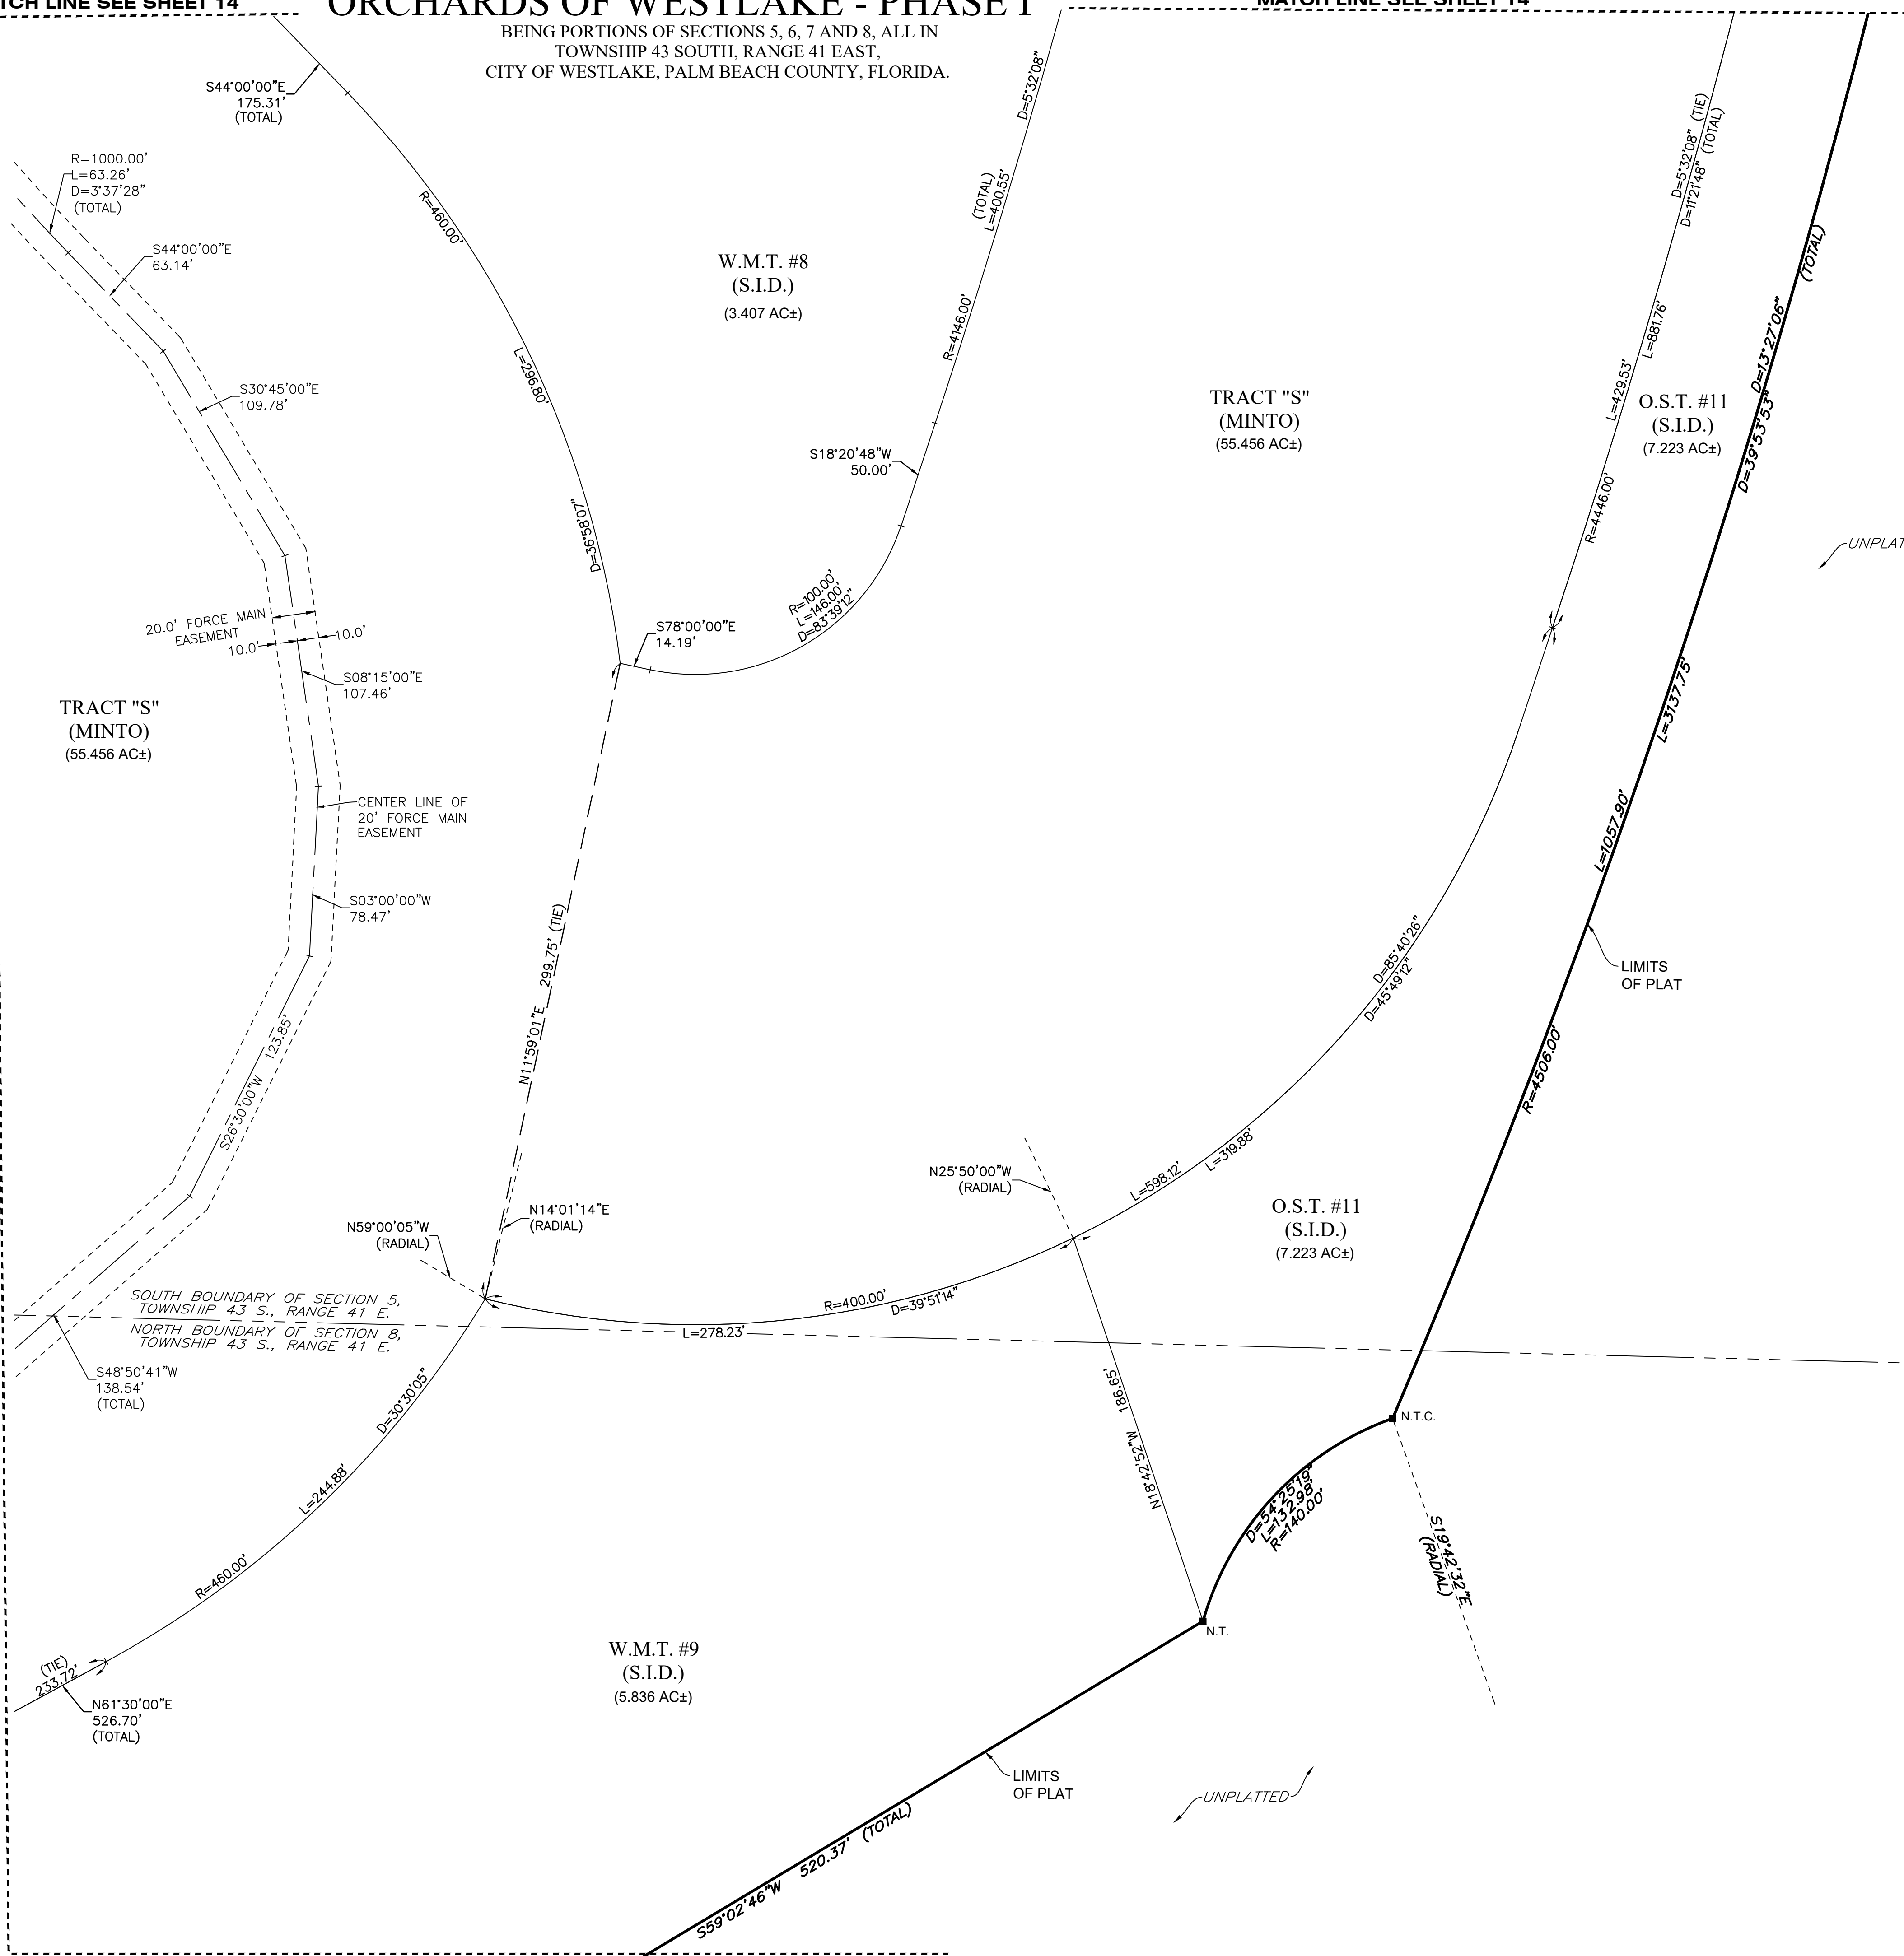 TCH LINE SEE SHEET 14
ORCHARDS OF WESTLAKE - PHASE I
MATCH LINE SEE SHEET 14
BEING PORTIONS OF SECTIONS 5, 6, 7 AND 8, ALL IN
TOWNSHIP 43 SOUTH, RANGE 41 EAST,
CITY OF WESTLAKE, PALM BEACH COUNTY, FLORIDA.
S44°00'00"E
175.31'
(TOTAL)
R=1000.00'
L=63.26'
D=3°37'28"
(TOTAL)
S44°00'00"E
63.14'
R=460.00'
L=296.80'
D=36°58'07"
W.M.T. #8
(S.I.D.)
(3.407 AC±)
D=5°32'08"
(TOTAL)
L=400.55'
R=4146.00'
S18°20'48"W
50.00'
R=100.00'
L=146.00'
D=83°39'12"
S78°00'00"E
14.19'
TRACT "S"
(MINTO)
(55.456 AC±)
D=5°32'08" (TIE)
D=11°21'48" (TOTAL)
L=881.76'
L=429.53'
R=4446.00'
O.S.T. #11
(S.I.D.)
(7.223 AC±)
(TOTAL)
D=13°27'06"
D=39°53'53"
UNPLAT
L=3137.75'
L=1057.90'
R=4506.00'
LIMITS
OF PLAT
S30°45'00"E
109.78'
20.0' FORCE MAIN
EASEMENT
10.0'
10.0'
S08°15'00"E
107.46'
TRACT "S"
(MINTO)
(55.456 AC±)
CENTER LINE OF
20' FORCE MAIN
EASEMENT
S03°00'00"W
78.47'
S26°30'00"W 123.85'
N11°59'01"E 299.75' (TIE)
D=85°40'26"
D=45°49'12"
L=598.12'
L=319.88'
N25°50'00"W
(RADIAL)
N14°01'14"E
(RADIAL)
N59°00'05"W
(RADIAL)
O.S.T. #11
(S.I.D.)
(7.223 AC±)
SOUTH BOUNDARY OF SECTION 5,
TOWNSHIP 43 S., RANGE 41 E.
NORTH BOUNDARY OF SECTION 8,
TOWNSHIP 43 S., RANGE 41 E.
R=400.00'
D=39°51'14"
L=278.23'
S48°50'41"W
138.54'
(TOTAL)
D=30°30'05"
L=244.88'
R=460.00'
N18°42'52"W 186.65'
N.T.C.
D=54°25'19"
L=132.98'
R=140.00'
S19°42'32"E
(RADIAL)
N.T.
W.M.T. #9
(S.I.D.)
(5.836 AC±)
(TIE)
233.72'
N61°30'00"E
526.70'
(TOTAL)
LIMITS
OF PLAT
UNPLATTED
S59°02'46"W 520.37' (TOTAL)